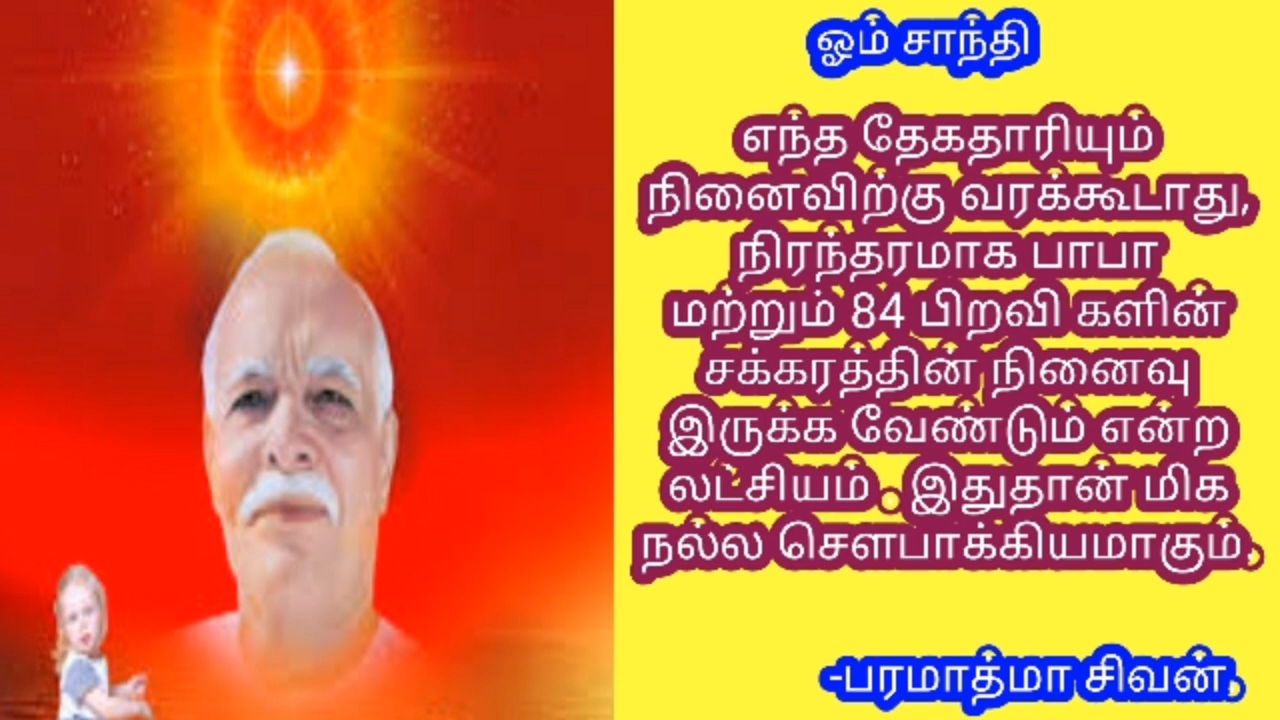 ஓம் சாந்தி
எந்த தேகதாரியும்
நினைவிற்கு வரக்கூடாது,
நிரந்தரமாக பாபா
மற்றும் 84 பிறவி களின்
சக்கரத்தின் நினைவு
இருக்க வேண்டும் என்ற
லட்சியம் . இதுதான் மிக
நல்ல சௌபாக்கியமாகும்.
-பரமாத்மா சிவன்.